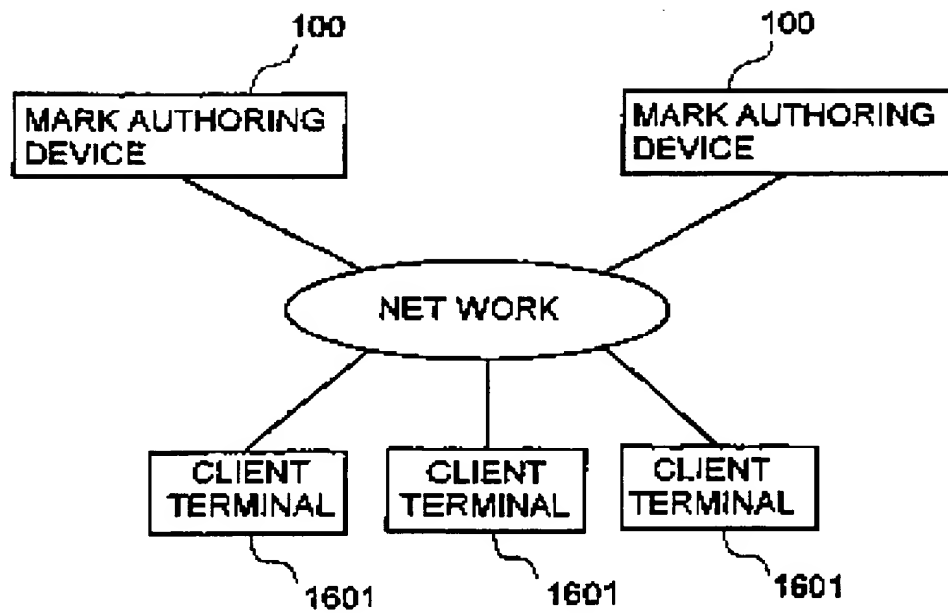 100
100
MARK AUTHORING
DEVICE
MARK AUTHORING
DEVICE
NET WORK
CLIENT
TERMINAL
CLIENT
TERMINAL
CLIENT
TERMINAL
1601
1601
1601